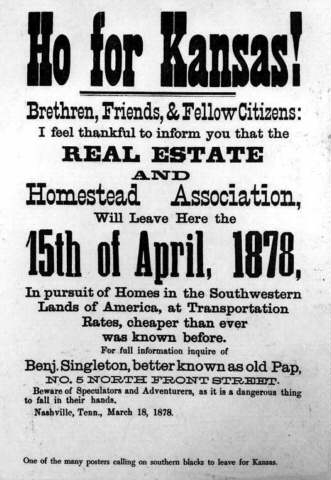 Ho for Kansas!
Brethren, Friends, & Fellow Citizens:
I feel thankful to inform you that the
REAL ESTATE
AND
Homestead Association,
Will Leave Here the
15th of April, 1878,
In pursuit of Homes in the Southwestern
Lands of America, at Transportation
Rates, cheaper than ever
was known before.
For full information inquire of
Benj. Singleton, better known as old Pap,
NO. 5 NORTH FRONT STREET.
Beware of Speculators and Adventurers, as it is a dangerous thing
to fall in their hands.
Nashville, Tenn., March 18, 1878.
One of the many posters calling on southern blacks to leave for Kansas.